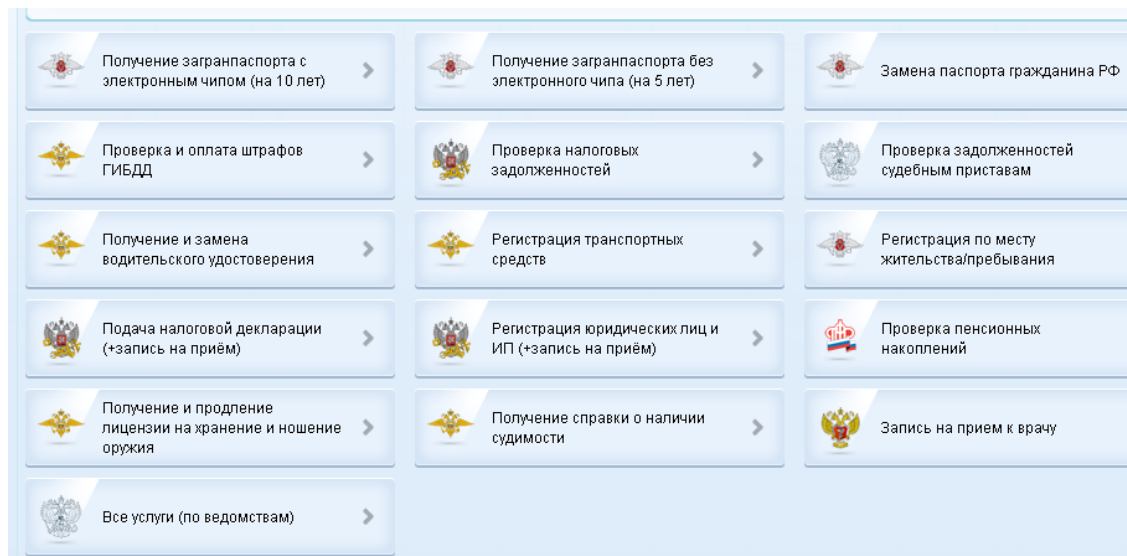 Получение загранпаспорта с
электронным чипом (на 10 лет)
Получение загранпаспорта без
электронного чипа (на 5 лет)
Замена паспорта гражданина РФ
Проверка и оплата штрафов
ГИБДД
Проверка налоговых
задолженностей
Проверка задолженностей
судебным приставам
Получение и замена
водительского удостоверения
Регистрация транспортных
средств
Регистрация по месту
жительства/пребывания
Подача налоговой декларации
(+запись на приём)
Регистрация юридических лиц и
ИП (+запись на приём)
Проверка пенсионных
накоплений
Получение и продление
лицензии на хранение и ношение
оружия
Получение справки о наличии
судимости
Запись на прием к врачу
Все услуги (по ведомствам)